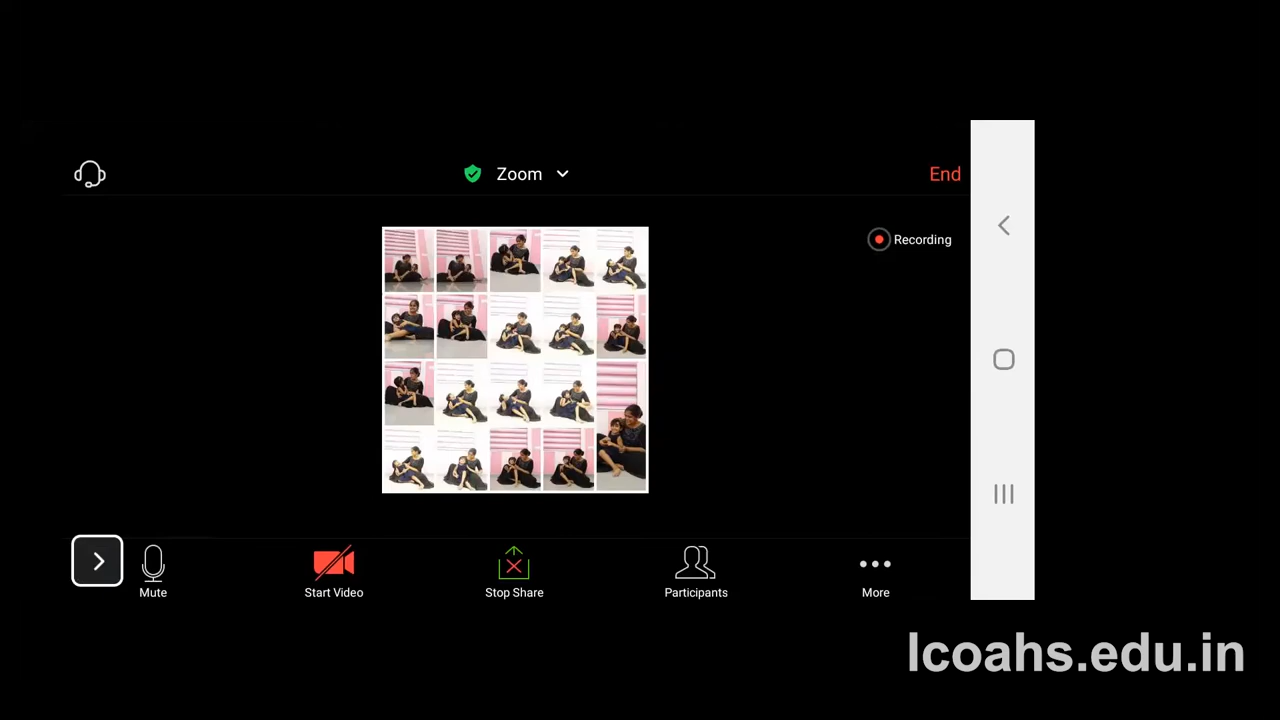 Zoom
End
Recording
Mute
Start Video
Stop Share
Participants
More
lcoahs.edu.in